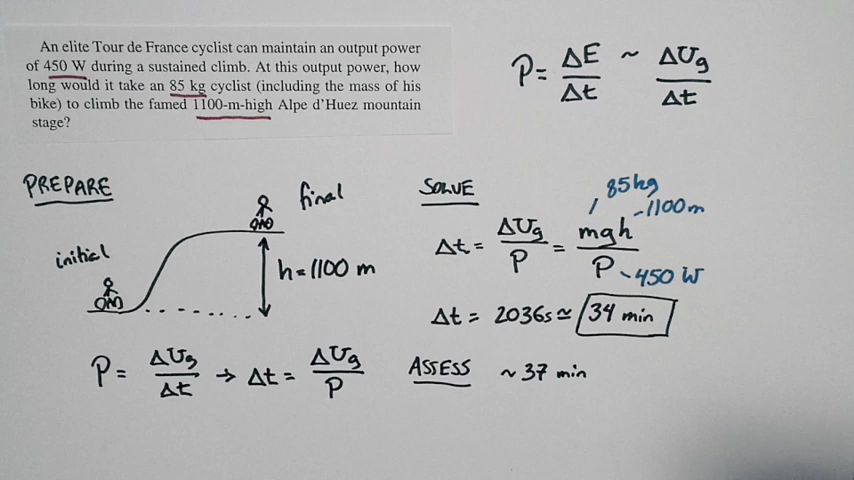 An elite Tour de France cyclist can maintain an output power
of 450 W during a sustained climb. At this output power, how
long would it take an 85 kg cyclist (including the mass of his
bike) to climb the famed 1100-m-high Alpe d'Huez mountain
stage?
P = ΔE/Δt ~ ΔUg/Δt
PREPARE
initial
final
h = 1100 m
P = ΔUg/Δt → Δt = ΔUg/P
SOLVE
85kg
Δt = ΔUg/P = mgh/P
1100 m
450 W
Δt = 2036s ≃ 34 min
ASSESS ~ 37 min